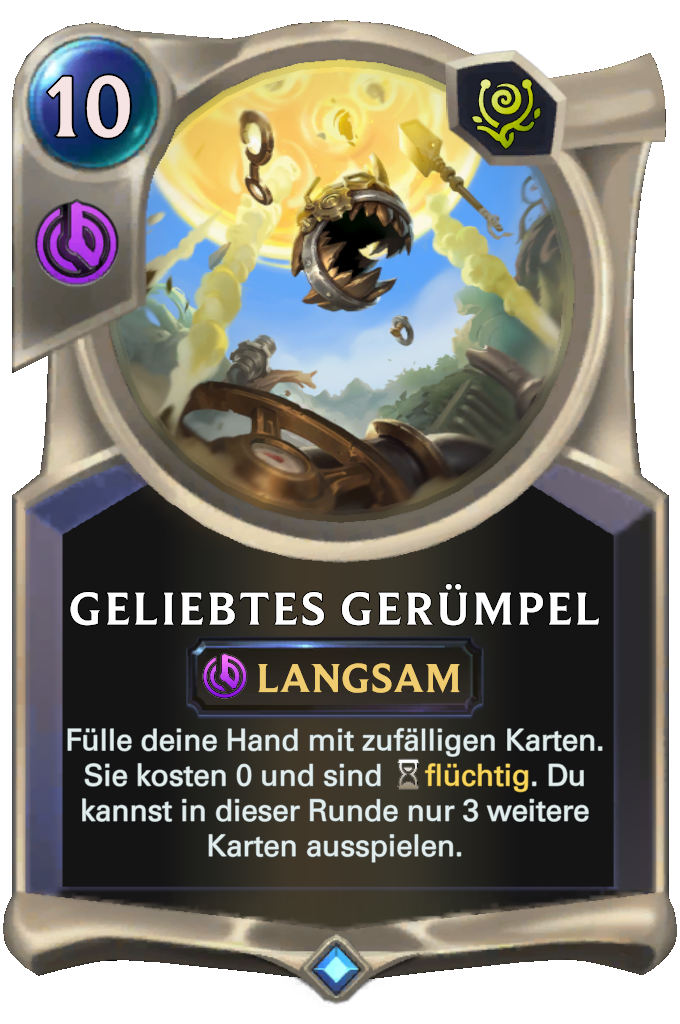 10
GELIEBTES GERÜMPEL
LANGSAM
Fülle deine Hand mit zufälligen Karten.
Sie kosten 0 und sind flüchtig. Du
kannst in dieser Runde nur 3 weitere
Karten ausspielen.